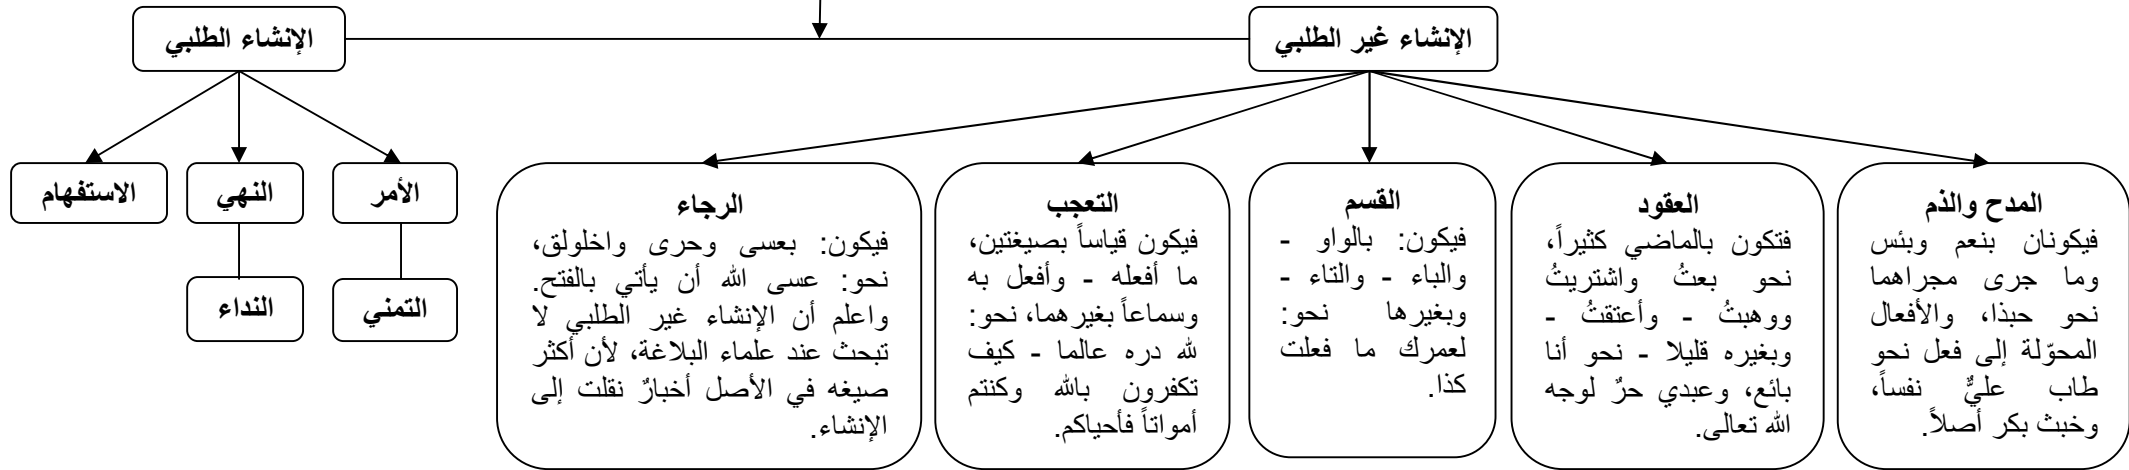 الإنشاء غير الطلبي
الإنشاء الطلبي
المدح والذم
فيكونان بنعم وبئس
وما جرى مجراهما
نحو حبذا، والأفعال
المحوّلة إلى فعل نحو
طاب عليٌّ نفساً،
وخبث بكر أصلاً.
العقود
فتكون بالماضي كثيراً،
نحو بعتُ واشتريتُ
ووهبتُ - وأعتقتُ -
وبغيره قليلا - نحو أنا
بائع، وعبدي حرٌ لوجه
الله تعالى.
القسم
فيكون: بالواو -
والباء - والتاء -
وبغيرها نحو:
لعمرك ما فعلت
كذا.
التعجب
فيكون قياساً بصيغتين،
ما أفعله - وأفعل به
وسماعاً بغيرهما، نحو:
لله دره عالما - كيف
تكفرون بالله وكنتم
أمواتاً فأحياكم.
الرجاء
فيكون: بعسى وحرى واخلولق،
نحو: عسى الله أن يأتي بالفتح.
واعلم أن الإنشاء غير الطلبي لا
تبحث عند علماء البلاغة، لأن أكثر
صيغه في الأصل أخبارٌ نقلت إلى
الإنشاء.
الأمر
النهي
الاستفهام
التمني
النداء